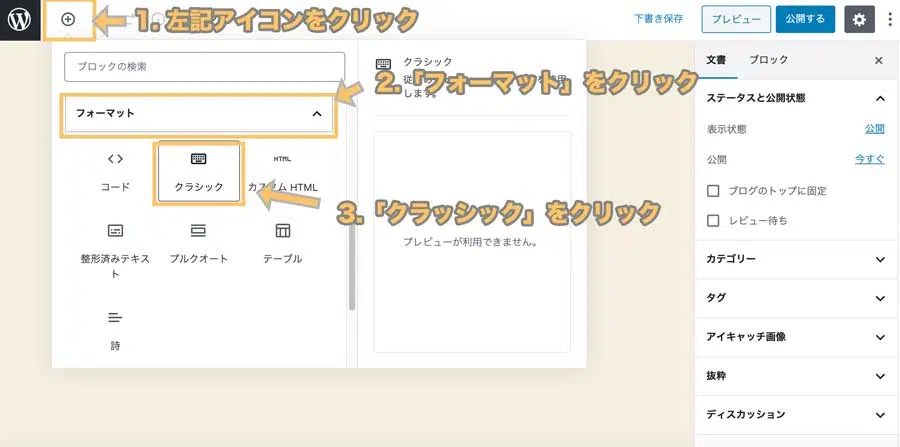 1. 左記アイコンをクリック
下書き保存
プレビュー
公開する
ブロックの検索
クラシック
します。
2.「フォーマット」をクリック
フォーマット
コード
クラシック
HTML
3.「クラッシック」をクリック
整形済みテキスト
プルクオート
テーブル
詩
プレビューが利用できません。
文書
ブロック
ステータスと公開状態
表示状態
公開
公開
今すぐ
ブログのトップに固定
レビュー待ち
カテゴリー
タグ
アイキャッチ画像
抜粋
ディスカッション